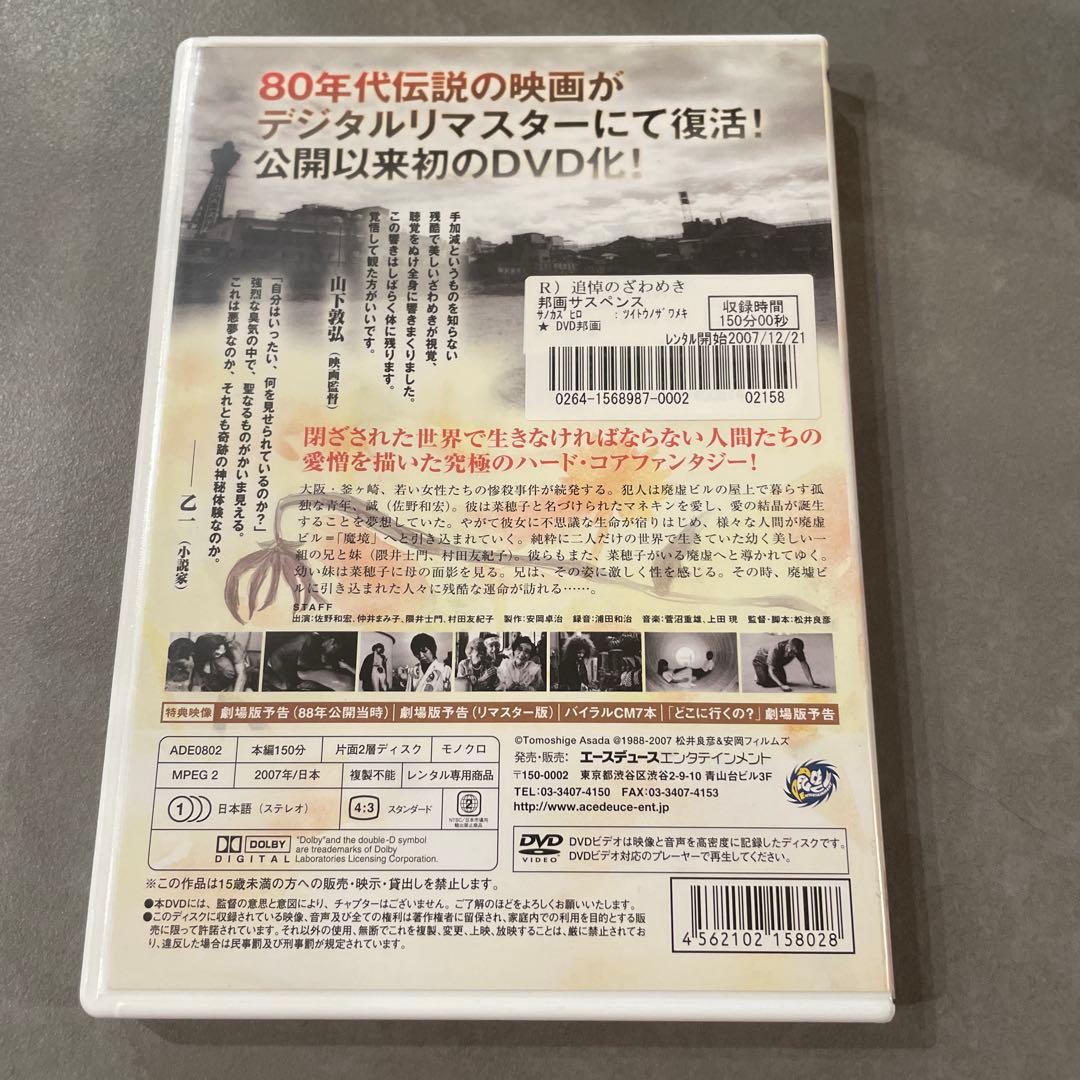 80年代伝説の映画が
デジタルリマスターにて復活！
公開以来初のDVD化！
手加減というものを知らない
残酷で美しいざわめきが視覚、
聴覚をぬけ全身に響きまくりました。
この響きはしばらく体に残ります。
覚悟して観た方がいいです。
山下敦弘（映画監督）
「自分はいったい、何を見せられているのか？」
強烈な臭気の中で、聖なるものがかいま見える。
これは悪夢なのか、それとも奇跡の神秘体験なのか。
――乙一（小説家）
R） 追悼のざわめき
邦画サスペンス
サノカズヒロ : ツイトウノザワメキ
★ DVD邦画
収録時間
150分00秒
レンタル開始2007/12/21
0264-1568987-0002 02158
閉ざされた世界で生きなければならない人間たちの
愛憎を描いた究極のハード・コアファンタジー！
大阪・釜ヶ崎、若い女性たちの惨殺事件が続発する。犯人は廃虚ビルの屋上で暮らす孤
独な青年、誠（佐野和宏）。彼は菜穂子と名づけられたマネキンを愛し、愛の結晶が誕生
することを夢想していた。やがて彼女に不思議な生命が宿りはじめ、様々な人間が廃虚
ビル=「魔境」へと引き込まれていく。純粋に二人だけの世界で生きていた幼く美しい一
組の兄と妹（隈井士門、村田友紀子）。彼らもまた、菜穂子がいる廃虚へと導かれてゆく。
幼い妹は菜穂子に母の面影を見る。兄は、その姿に激しく性を感じる。その時、廃墟ビ
ルに引き込まれた人々に残酷な運命が訪れる……。
STAFF
出演：佐野和宏、仲井まみ子、隈井士門、村田友紀子 製作：安岡卓治 録音：浦田和治 音楽：菅沼重雄、上田現 監督・脚本：松井良彦
特典映像 劇場版予告（88年公開当時） | 劇場版予告（リマスター版） | バイラルCM7本 | 「どこに行くの？」劇場版予告
ADE0802 本編150分 片面2層ディスク モノクロ
MPEG 2 2007年/日本 複製不能 レンタル専用商品
1 日本語（ステレオ） 4:3 スタンダード 2
NTSC/日本市場用
輸出禁止商品
DOLBY
DIGITAL
"Dolby"and the double-D symbol
are trademarks of Dolby
Laboratories Licensing Corporation.
©Tomoshige Asada @1988-2007 松井良彦&安岡フィルムズ
発売・販売： エースデュースエンタテインメント
〒150-0002 東京都渋谷区渋谷2-9-10 青山台ビル3F
TEL：03-3407-4150 FAX：03-3407-4153
http://www.acedeuce-ent.jp/
DVD
VIDEO
DVDビデオは映像と音声を高密度に記録したディスクです。
DVDビデオ対応のプレーヤーで再生してください。
※この作品は15歳未満の方への販売・映示・貸出しを禁止します。
●本DVDには、監督の意思と意図により、チャプターはございません。ご了解のほどをよろしくお願いいたします。
●このディスクに収録されている映像、音声及び全ての権利は著作権者に留保され、家庭内での利用を目的とする販
売に限って許諾されています。それ以外の使用、無断でこれを複製、変更、上映、放映することは、厳に禁止されてお
り、違反した場合は民事罰及び刑事罰が規定されています。
4 562102 158028